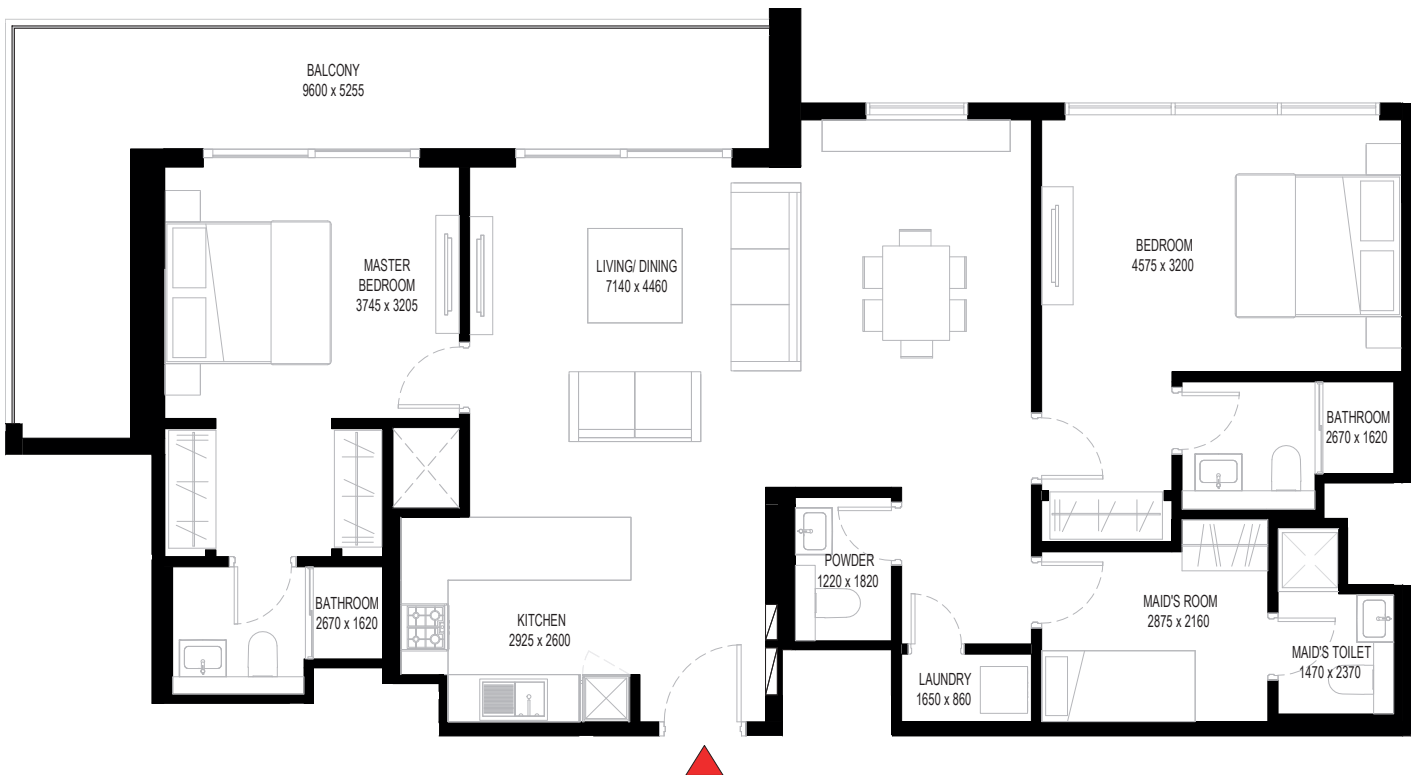 BALCONY
9600 x 5255
MASTER
BEDROOM
3745 x 3205
LIVING/ DINING
7140 x 4460
BEDROOM
4575 x 3200
BATHROOM
2670 x 1620
POWDER
1220 x 1820
BATHROOM
2670 x 1620
KITCHEN
2925 x 2600
MAID'S ROOM
2875 x 2160
MAID'S TOILET
1470 x 2370
LAUNDRY
1650 x 860